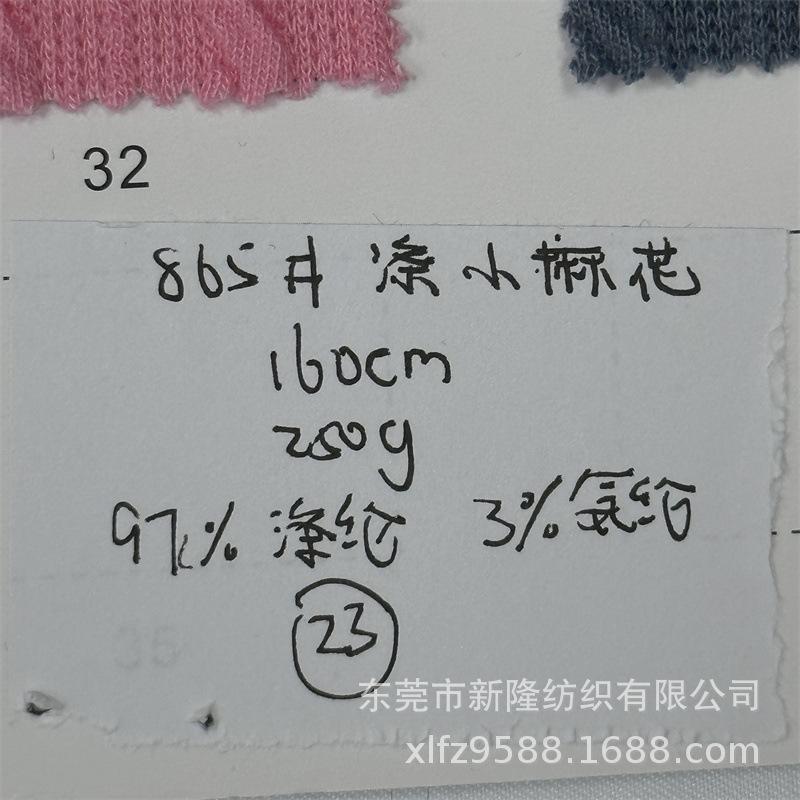 32
865# 涤小麻花
160cm
250g
97% 涤纶 3%氨纶
23
35
东莞市新隆纺织有限公司
xlfz9588.1688.com